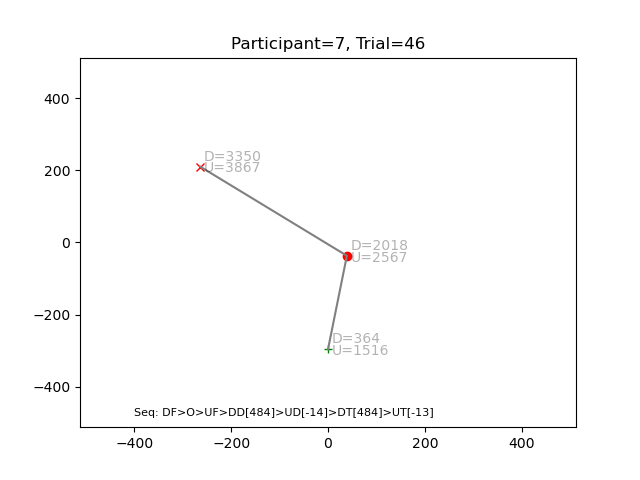 Participant=7, Trial=46
400
200
0
−200
−400
D=3350
U=3867
D=2018
U=2567
D=364
U=1516
Seq: DF>O>UF>DD[484]>UD[-14]>DT[484]>UT[-13]
−400 −200 0 200 400